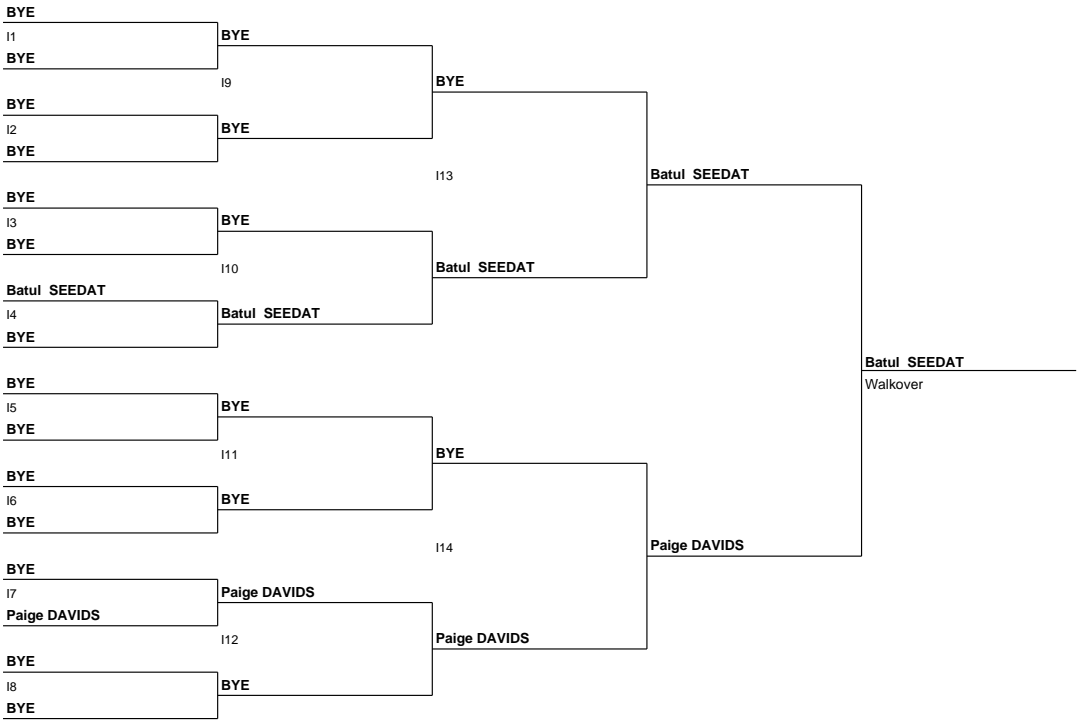 BYE
I1
BYE
BYE
I9
BYE
BYE
I2
BYE
BYE
I13
Batul  SEEDAT
BYE
I3
BYE
BYE
I10
Batul  SEEDAT
Batul  SEEDAT
I4
Batul  SEEDAT
BYE
Batul  SEEDAT
Walkover
BYE
I5
BYE
BYE
I11
BYE
BYE
I6
BYE
BYE
I14
Paige DAVIDS
BYE
I7
Paige DAVIDS
Paige DAVIDS
I12
Paige DAVIDS
BYE
I8
BYE
BYE